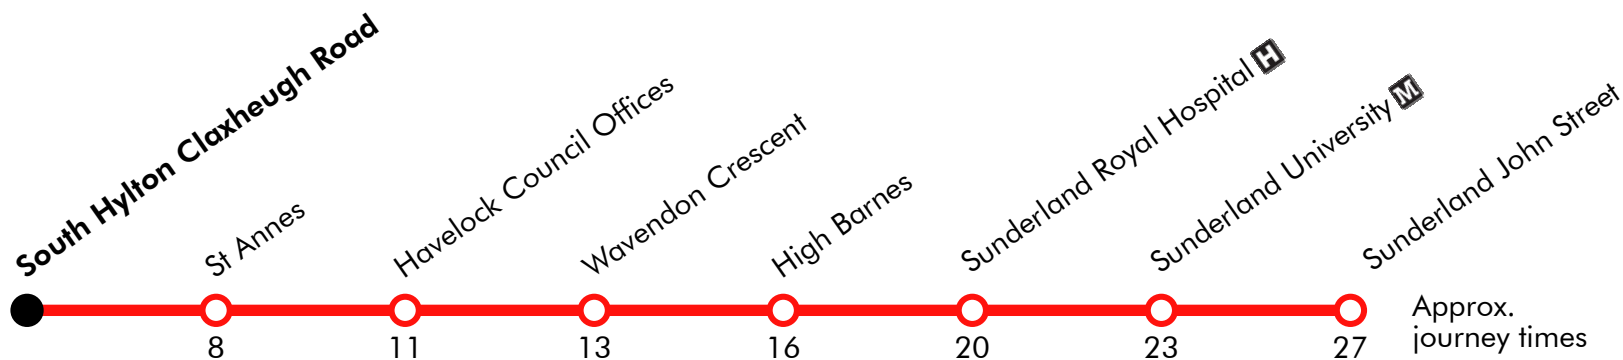 South Hylton Claxheugh Road
St Annes
Havelock Council Offices
Wavendon Crescent
High Barnes
Sunderland Royal Hospital H
Sunderland University M
Sunderland John Street
8
11
13
16
20
23
27
Approx.
journey times